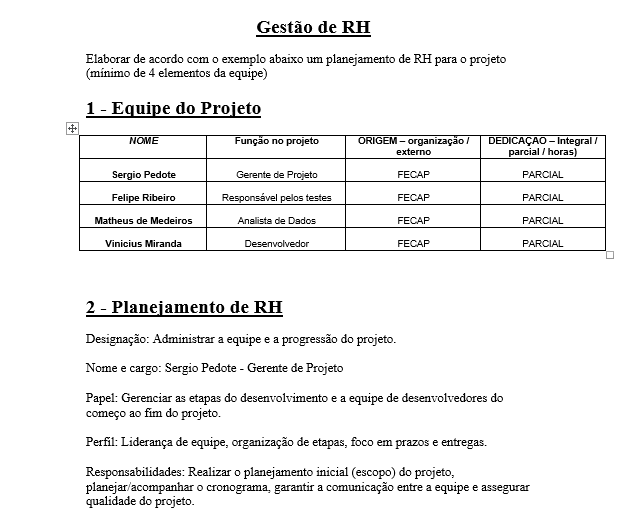 Gestão de RH
Elaborar de acordo com o exemplo abaixo um planejamento de RH para o projeto
(mínimo de 4 elementos da equipe)
1 - Equipe do Projeto
NOME Função no projeto ORIGEM – organização / externo DEDICAÇÃO – Integral / parcial / horas)
Sergio Pedote Gerente de Projeto FECAP PARCIAL
Felipe Ribeiro Responsável pelos testes FECAP PARCIAL
Matheus de Medeiros Analista de Dados FECAP PARCIAL
Vinicius Miranda Desenvolvedor FECAP PARCIAL
2 - Planejamento de RH
Designação: Administrar a equipe e a progressão do projeto.
Nome e cargo: Sergio Pedote - Gerente de Projeto
Papel: Gerenciar as etapas do desenvolvimento e a equipe de desenvolvedores do
começo ao fim do projeto.
Perfil: Liderança de equipe, organização de etapas, foco em prazos e entregas.
Responsabilidades: Realizar o planejamento inicial (escopo) do projeto,
planejar/acompanhar o cronograma, garantir a comunicação entre a equipe e assegurar
qualidade do projeto.